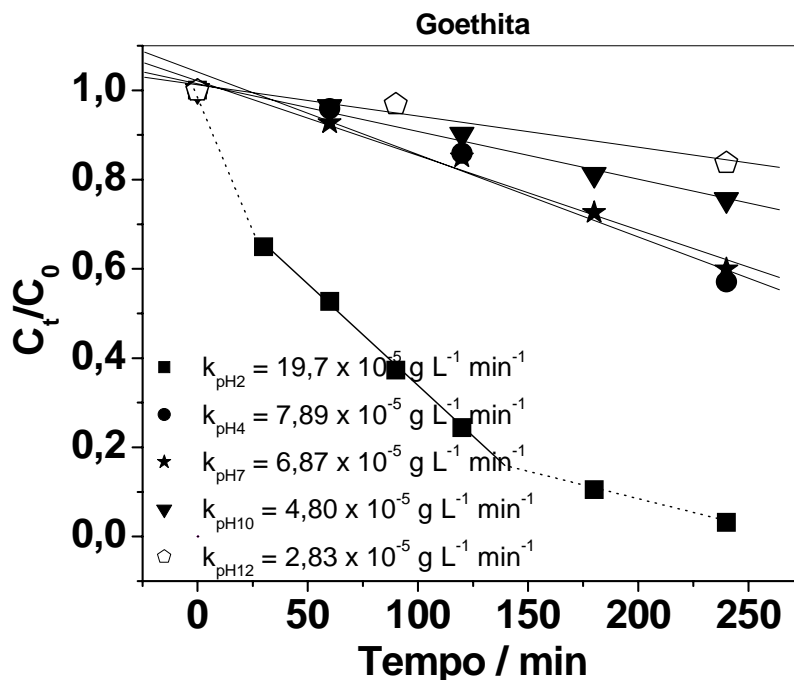 Goethita
1,0
0,8
0,6
0,4
0,2
0,0
C_t/C_0
k_pH2 = 19,7 x 10^-5 g L^-1 min^-1
k_pH4 = 7,89 x 10^-5 g L^-1 min^-1
k_pH7 = 6,87 x 10^-5 g L^-1 min^-1
k_pH10 = 4,80 x 10^-5 g L^-1 min^-1
k_pH12 = 2,83 x 10^-5 g L^-1 min^-1
0 50 100 150 200 250
Tempo / min